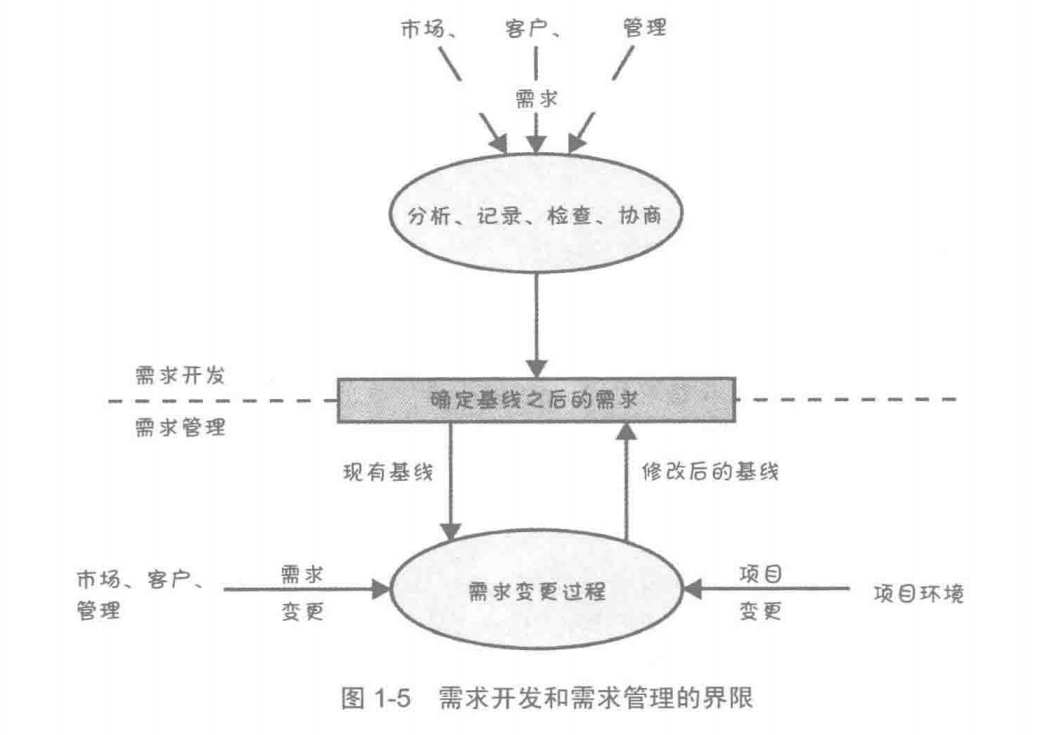 市场、 客户、 管理
需求
分析、记录、检查、协商
需求开发
确定基线之后的需求
需求管理
现有基线
修改后的基线
市场、客户、
管理
需求
变更
需求变更过程
项目
变更
项目环境
图 1-5 需求开发和需求管理的界限